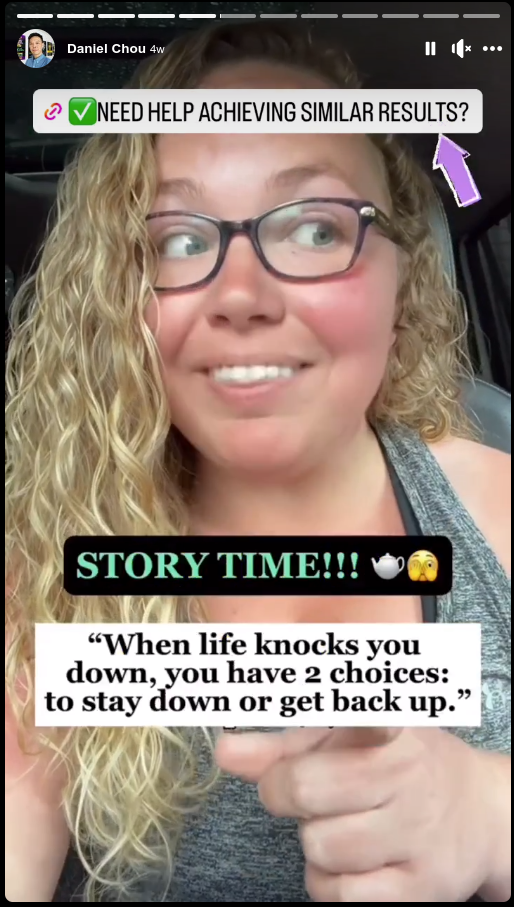 Daniel Chou 4w
NEED HELP ACHIEVING SIMILAR RESULTS?
STORY TIME!!!
“When life knocks you
down, you have 2 choices:
to stay down or get back up.”